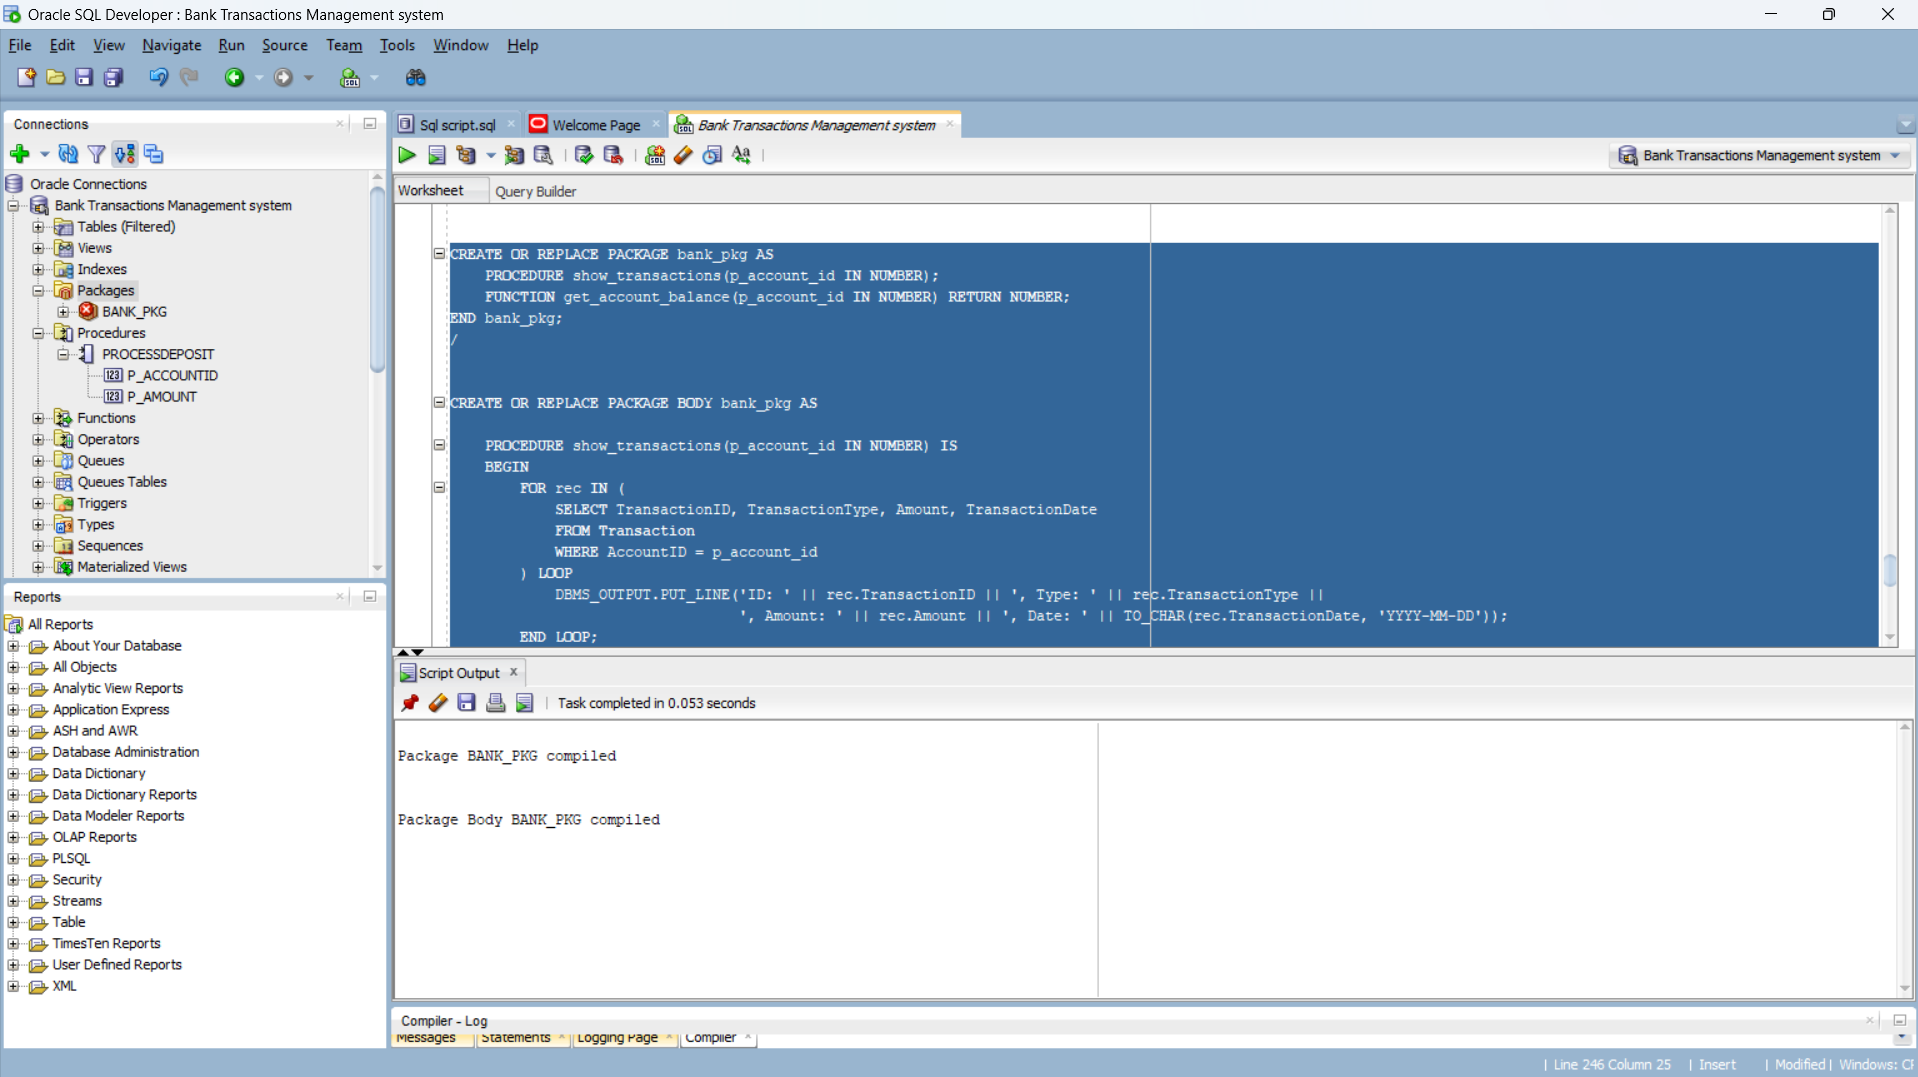 Oracle SQL Developer : Bank Transactions Management system
File Edit View Navigate Run Source Team Tools Window Help
Connections
Oracle Connections
Bank Transactions Management system
Tables (Filtered)
Views
Indexes
Packages
BANK_PKG
Procedures
PROCESSDEPOSIT
P_ACCOUNTID
P_AMOUNT
Functions
Operators
Queues
Queues Tables
Triggers
Types
Sequences
Materialized Views
Reports
All Reports
About Your Database
All Objects
Analytic View Reports
Application Express
ASH and AWR
Database Administration
Data Dictionary
Data Dictionary Reports
Data Modeler Reports
OLAP Reports
PLSQL
Security
Streams
Table
TimesTen Reports
User Defined Reports
XML
Sql script.sql Welcome Page Bank Transactions Management system
Bank Transactions Management system
Worksheet Query Builder
CREATE OR REPLACE PACKAGE bank_pkg AS
PROCEDURE show_transactions(p_account_id IN NUMBER);
FUNCTION get_account_balance(p_account_id IN NUMBER) RETURN NUMBER;
END bank_pkg;
/
CREATE OR REPLACE PACKAGE BODY bank_pkg AS
PROCEDURE show_transactions(p_account_id IN NUMBER) IS
BEGIN
FOR rec IN (
SELECT TransactionID, TransactionType, Amount, TransactionDate
FROM Transaction
WHERE AccountID = p_account_id
) LOOP
DBMS_OUTPUT.PUT_LINE('ID: ' || rec.TransactionID || ', Type: ' || rec.TransactionType ||
', Amount: ' || rec.Amount || ', Date: ' || TO_CHAR(rec.TransactionDate, 'YYYY-MM-DD'));
END LOOP;
Script Output
Task completed in 0.053 seconds
Package BANK_PKG compiled
Package Body BANK_PKG compiled
Compiler - Log
Messages Statements Logging Page Compiler
Line 246 Column 25 | Insert | Modified | Windows: CF